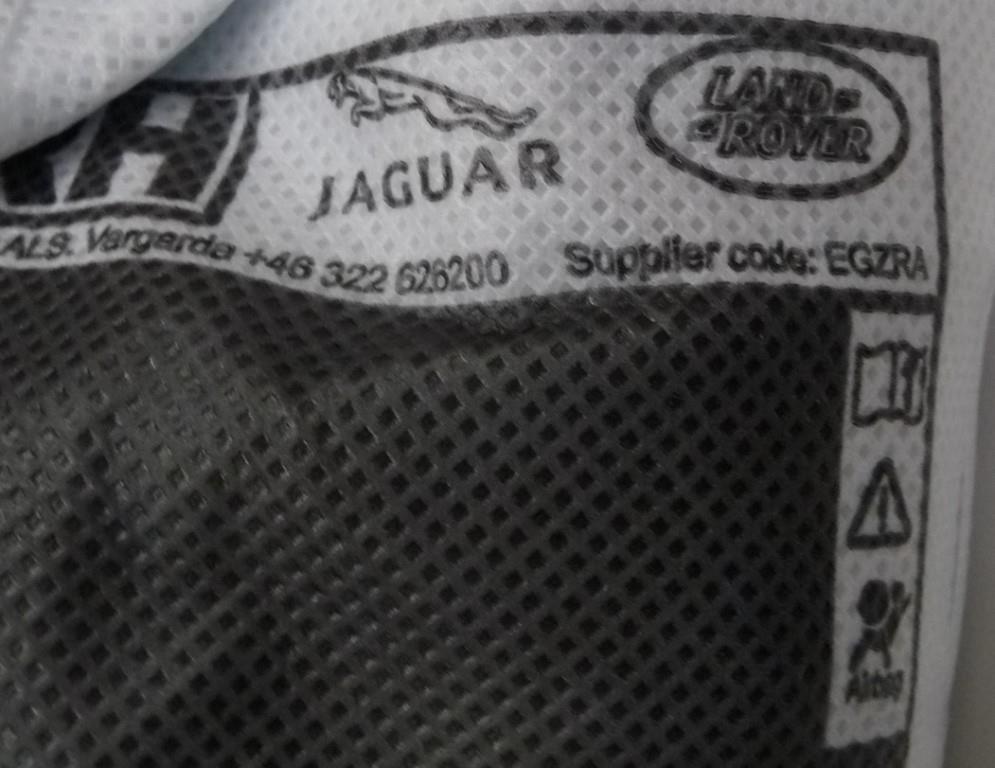 JAGUAR
LAND
ROVER
ALS. Vargarda +46 322 626200 Supplier code: EGZRA
Airbag